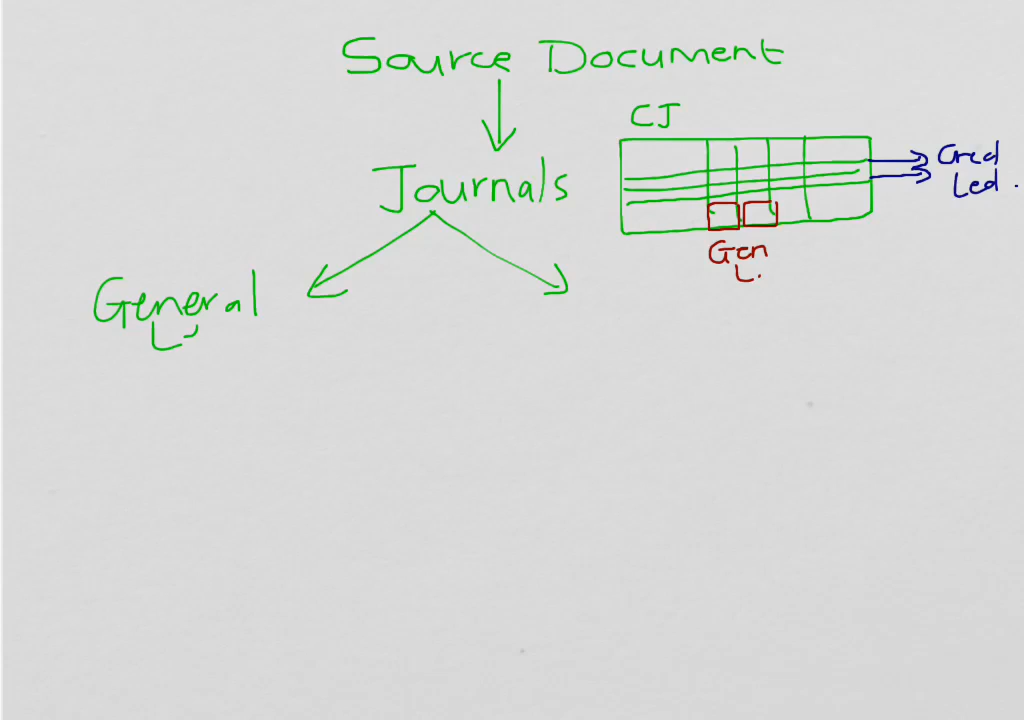 Source Document
CJ
Cred
Led.
Journals
Gen
L.
General
L